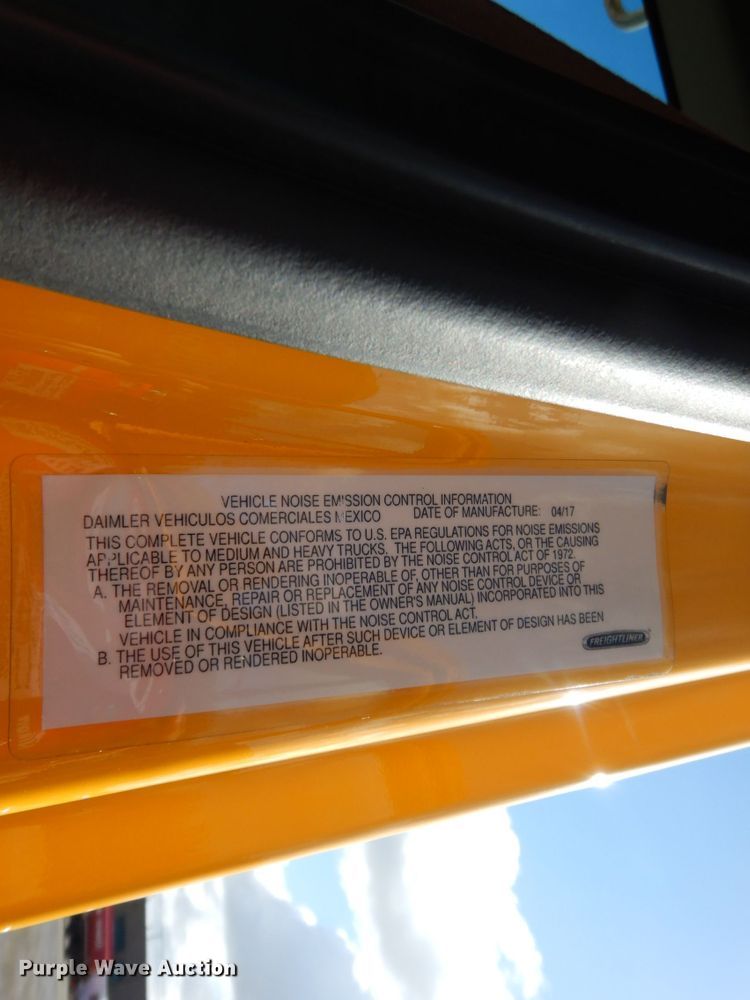 VEHICLE NOISE EMISSION CONTROL INFORMATION
DAIMLER VEHICULOS COMERCIALES MEXICO DATE OF MANUFACTURE: 04/17
THIS COMPLETE VEHICLE CONFORMS TO U.S. EPA REGULATIONS FOR NOISE EMISSIONS
APPLICABLE TO MEDIUM AND HEAVY TRUCKS. THE FOLLOWING ACTS, OR THE CAUSING
THEREOF BY ANY PERSON ARE PROHIBITED BY THE NOISE CONTROL ACT OF 1972.
A. THE REMOVAL OR RENDERING INOPERABLE OF, OTHER THAN FOR PURPOSES OF
MAINTENANCE, REPAIR OR REPLACEMENT OF ANY NOISE CONTROL DEVICE OR
ELEMENT OF DESIGN (LISTED IN THE OWNER'S MANUAL) INCORPORATED INTO THIS
VEHICLE IN COMPLIANCE WITH THE NOISE CONTROL ACT.
B. THE USE OF THIS VEHICLE AFTER SUCH DEVICE OR ELEMENT OF DESIGN HAS BEEN
REMOVED OR RENDERED INOPERABLE.
FREIGHTLINER
Purple Wave Auction